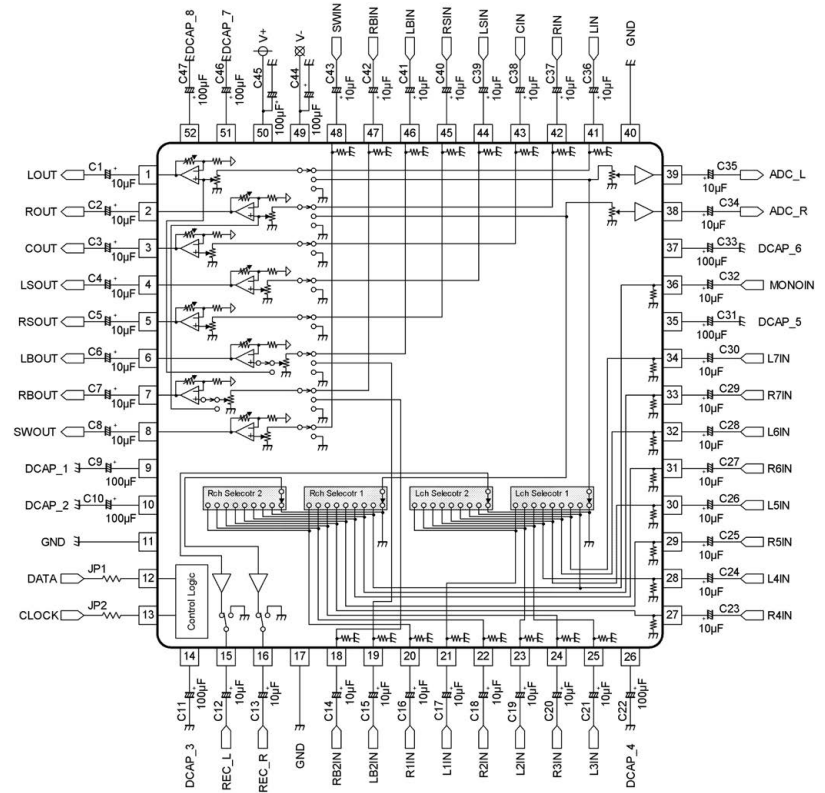 DCAP_8
DCAP_7
V+
V-
SWIN
RBIN
LBIN
RSIN
LSIN
CIN
RIN
LIN
GND
C47
100µF
C46
100µF
C45
100µF
C44
100µF
C43
10µF
C42
10µF
C41
10µF
C40
10µF
C39
10µF
C38
10µF
C37
10µF
C36
10µF
52
51
50
49
48
47
46
45
44
43
42
41
40
LOUT C1 10µF 1
ROUT C2 10µF 2
COUT C3 10µF 3
LSOUT C4 10µF 4
RSOUT C5 10µF 5
LBOUT C6 10µF 6
RBOUT C7 10µF 7
SWOUT C8 10µF 8
DCAP_1 C9 100µF 9
DCAP_2 C10 100µF 10
GND 11
DATA JP1 12
CLOCK JP2 13
Control Logic
Rch Selecotr 2
Rch Selecotr 1
Lch Selecotr 2
Lch Selecotr 1
39 C35 10µF ADC_L
38 C34 10µF ADC_R
37 C33 100µF DCAP_6
36 C32 10µF MONOIN
35 C31 100µF DCAP_5
34 C30 10µF L7IN
33 C29 10µF R7IN
32 C28 10µF L6IN
31 C27 10µF R6IN
30 C26 10µF L5IN
29 C25 10µF R5IN
28 C24 10µF L4IN
27 C23 10µF R4IN
14
15
16
17
18
19
20
21
22
23
24
25
26
C11
100µF
C12
10µF
C13
10µF
C14
10µF
C15
10µF
C16
10µF
C17
10µF
C18
10µF
C19
10µF
C20
10µF
C21
10µF
C22
100µF
DCAP_3
REC_L
REC_R
GND
RB2IN
LB2IN
R1IN
L1IN
R2IN
L2IN
R3IN
L3IN
DCAP_4